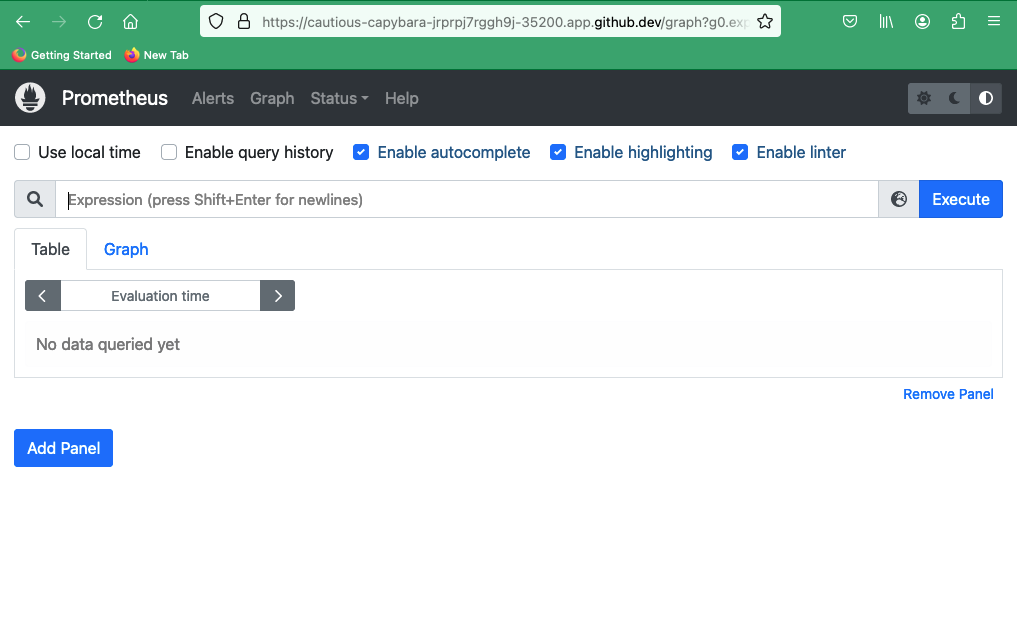 https://cautious-capybara-jrprpj7rggh9j-35200.app.github.dev/graph?g0.exp
Getting Started New Tab
Prometheus Alerts Graph Status Help
Use local time Enable query history Enable autocomplete Enable highlighting Enable linter
Expression (press Shift+Enter for newlines) Execute
Table Graph
Evaluation time
No data queried yet
Remove Panel
Add Panel